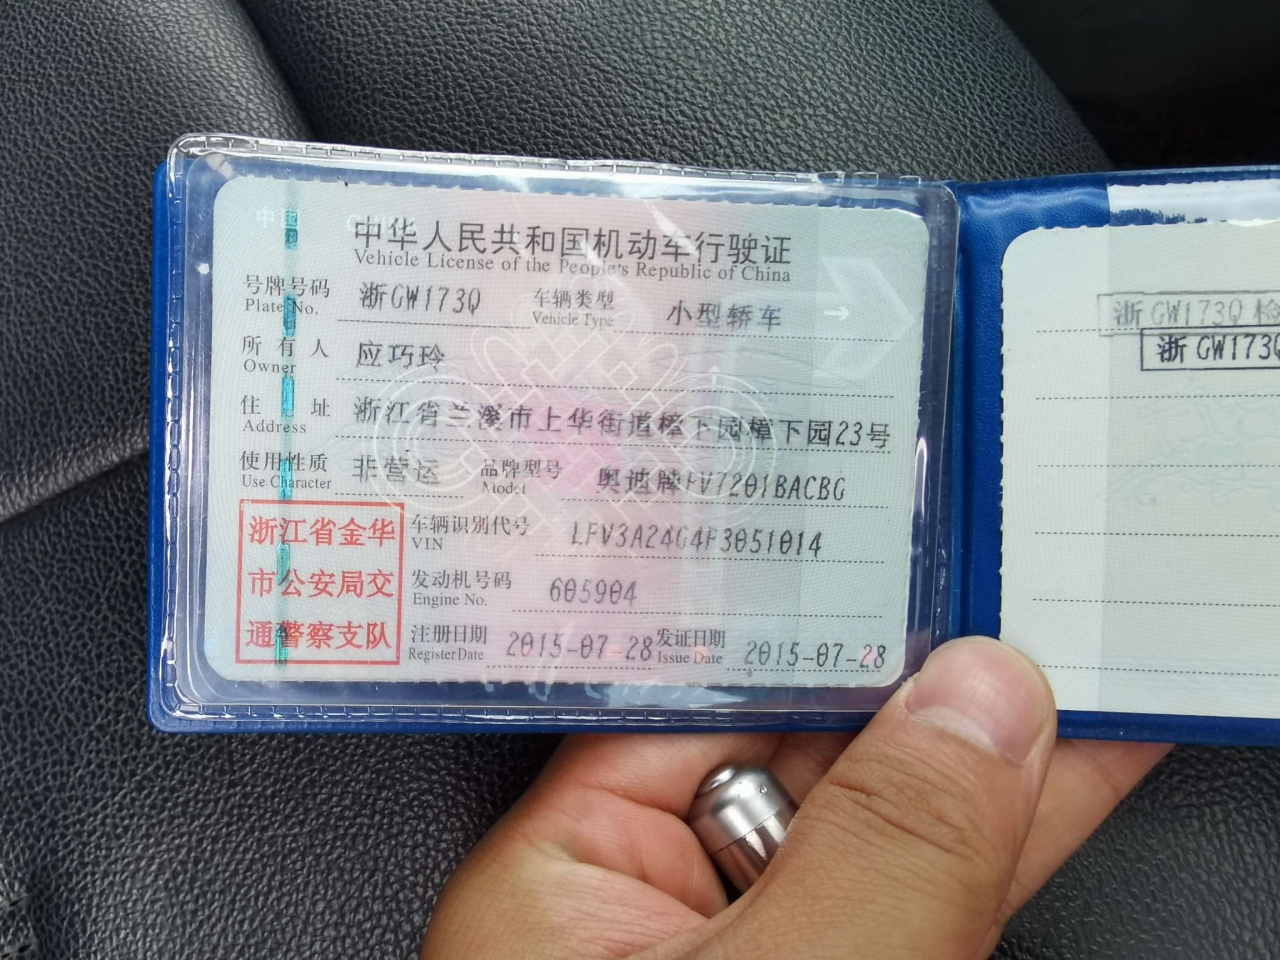 中华人民共和国机动车行驶证
Vehicle License of the People's Republic of China
号牌号码 浙GW173Q 车辆类型 小型轿车
Plate No. Vehicle Type
所有人 应巧玲
Owner
住址 浙江省兰溪市上华街道樟下园樟下园23号
Address
使用性质 非营运 品牌型号 奥迪牌FV7201BACBG
Use Character Model
浙江省金华
市公安局交
通警察支队
车辆识别代号 LFV3A24G4F3051014
VIN
发动机号码 605904
Engine No.
注册日期 2015-07-28 发证日期 2015-07-28
Register Date Issue Date
浙GW173Q 检
浙GW173Q